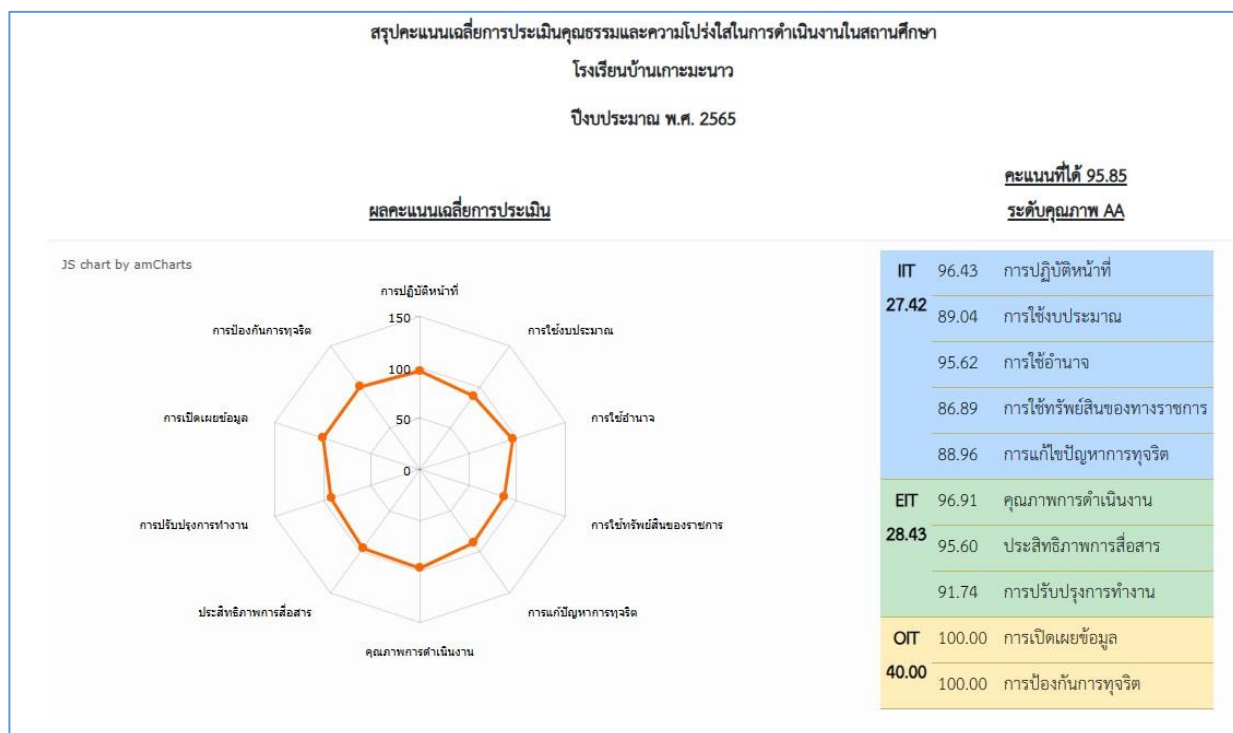 สรุปคะแนนเฉลี่ยการประเมินคุณธรรมและความโปร่งใสในการดำเนินงานในสถานศึกษา
โรงเรียนบ้านเกาะมะนาว
ปีงบประมาณ พ.ศ. 2565
คะแนนที่ได้ 95.85
ผลคะแนนเฉลี่ยการประเมิน
ระดับคุณภาพ AA
JS chart by amCharts
การปฏิบัติหน้าที่
การใช้งบประมาณ
การใช้อำนาจ
การใช้ทรัพย์สินของราชการ
การแก้ปัญหาการทุจริต
คุณภาพการดำเนินงาน
ประสิทธิภาพการสื่อสาร
การปรับปรุงการทำงาน
การเปิดเผยข้อมูล
การป้องกันการทุจริต
150
100
50
0
IIT 96.43 การปฏิบัติหน้าที่
27.42
89.04 การใช้งบประมาณ
95.62 การใช้อำนาจ
86.89 การใช้ทรัพย์สินของทางราชการ
88.96 การแก้ไขปัญหาการทุจริต
EIT 96.91 คุณภาพการดำเนินงาน
28.43
95.60 ประสิทธิภาพการสื่อสาร
91.74 การปรับปรุงการทำงาน
OIT 100.00 การเปิดเผยข้อมูล
40.00
100.00 การป้องกันการทุจริต